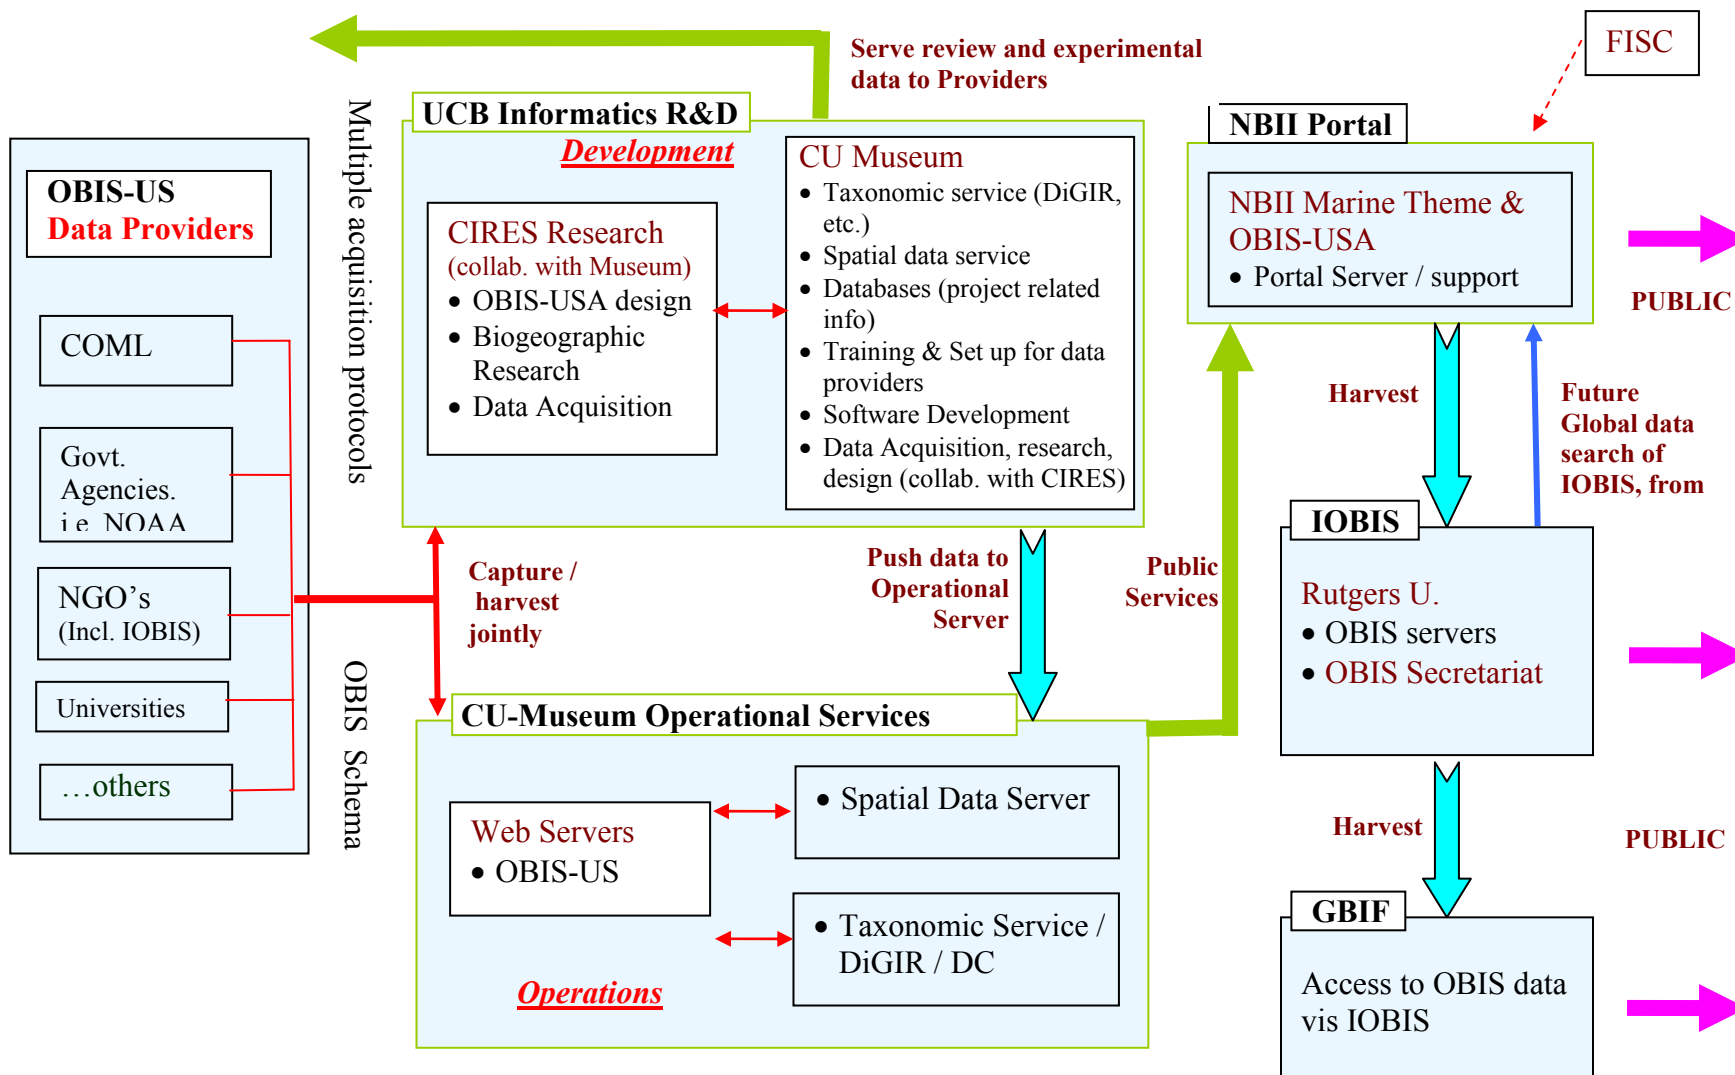 Serve review and experimental
data to Providers
FISC
Multiple acquisition protocols
OBIS Schema
OBIS-US
Data Providers
COML
Govt.
Agencies.
i.e. NOAA
NGO’s
(Incl. IOBIS)
Universities
…others
UCB Informatics R&D
Development
CIRES Research
(collab. with Museum)
• OBIS-USA design
• Biogeographic
Research
• Data Acquisition
CU Museum
• Taxonomic service (DiGIR,
etc.)
• Spatial data service
• Databases (project related
info)
• Training & Set up for data
providers
• Software Development
• Data Acquisition, research,
design (collab. with CIRES)
Capture /
harvest
jointly
Push data to
Operational
Server
Public
Services
CU-Museum Operational Services
Web Servers
• OBIS-US
• Spatial Data Server
• Taxonomic Service /
DiGIR / DC
Operations
NBII Portal
NBII Marine Theme &
OBIS-USA
• Portal Server / support
PUBLIC
Harvest
Future
Global data
search of
IOBIS, from
IOBIS
Rutgers U.
• OBIS servers
• OBIS Secretariat
Harvest
PUBLIC
GBIF
Access to OBIS data
vis IOBIS